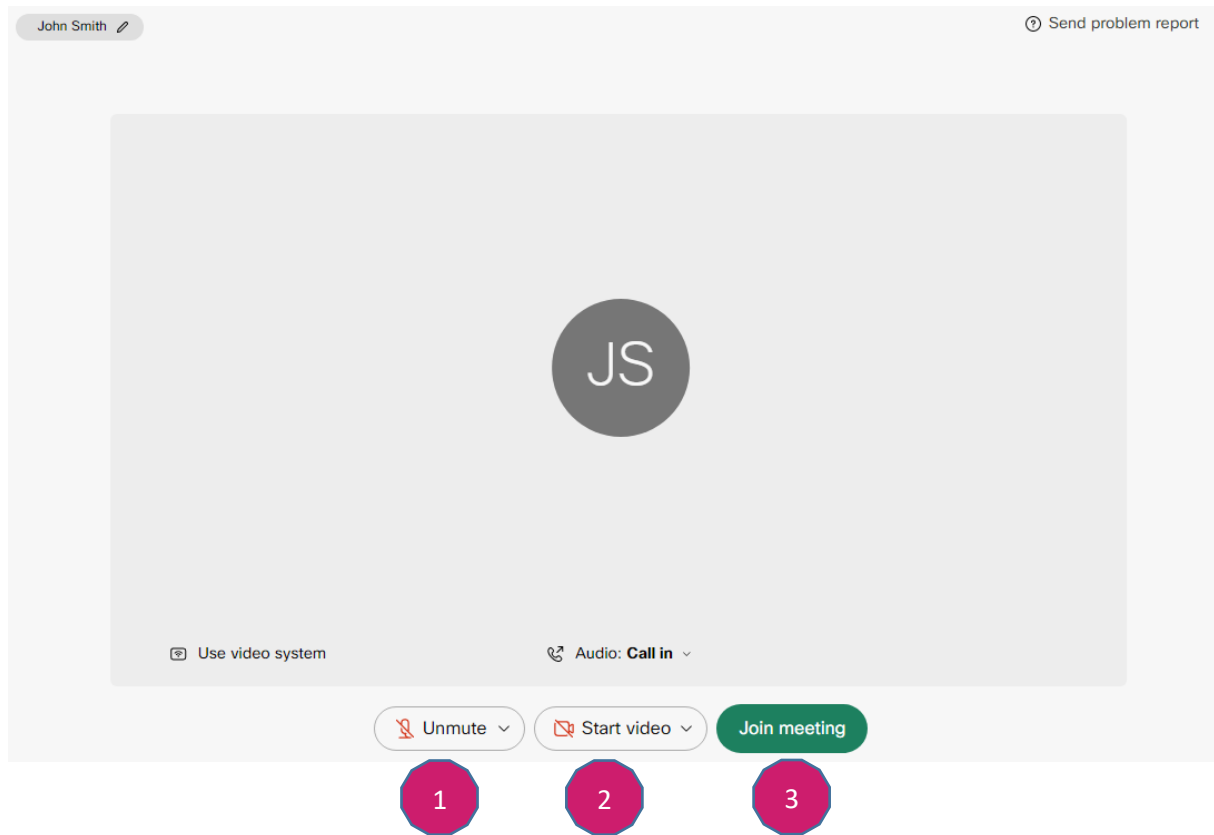 John Smith
Send problem report
JS
Use video system
Audio: Call in
Unmute
Start video
Join meeting
1
2
3